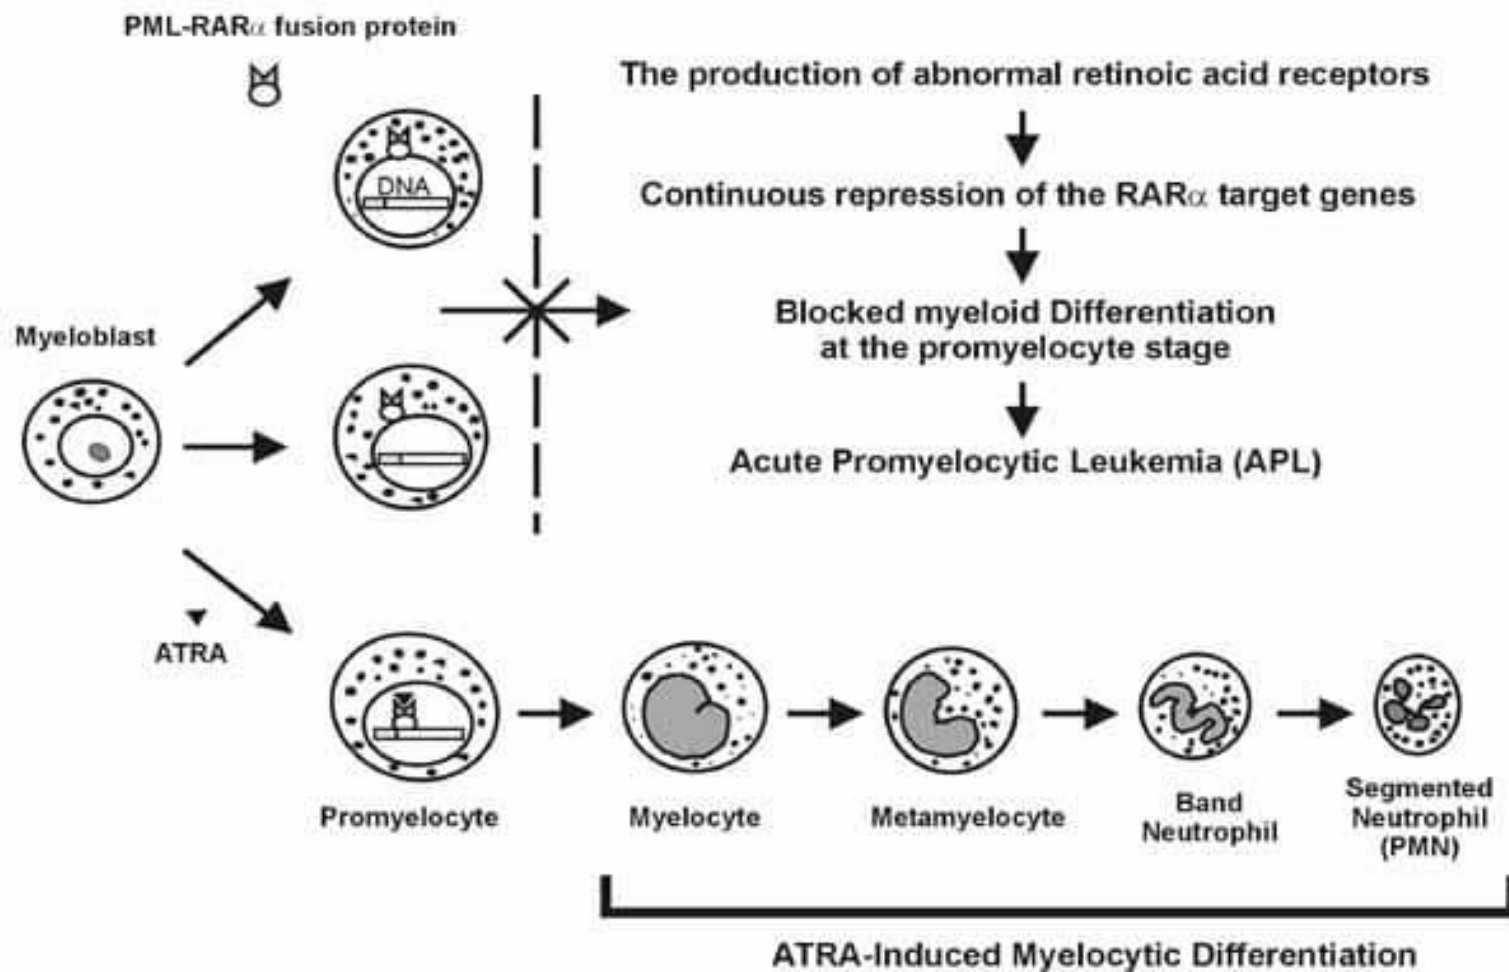 PML-RARα fusion protein
The production of abnormal retinoic acid receptors
DNA
Continuous repression of the RARα target genes
Blocked myeloid Differentiation
at the promyelocyte stage
Myeloblast
Acute Promyelocytic Leukemia (APL)
ATRA
Promyelocyte
Myelocyte
Metamyelocyte
Band
Neutrophil
Segmented
Neutrophil
(PMN)
ATRA-Induced Myelocytic Differentiation